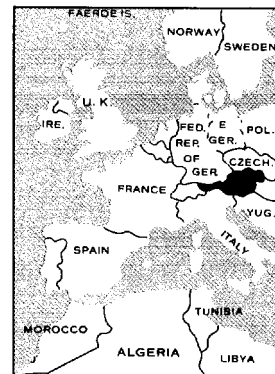 FAERDE IS.
NORWAY
SWEDEN
U. K.
IRE.
FED.
REP.
OF
GER.
E
GER.
POL.
CZECH.
FRANCE
YUG.
ITALY
SPAIN
TUNISIA
MOROCCO
ALGERIA
LIBYA